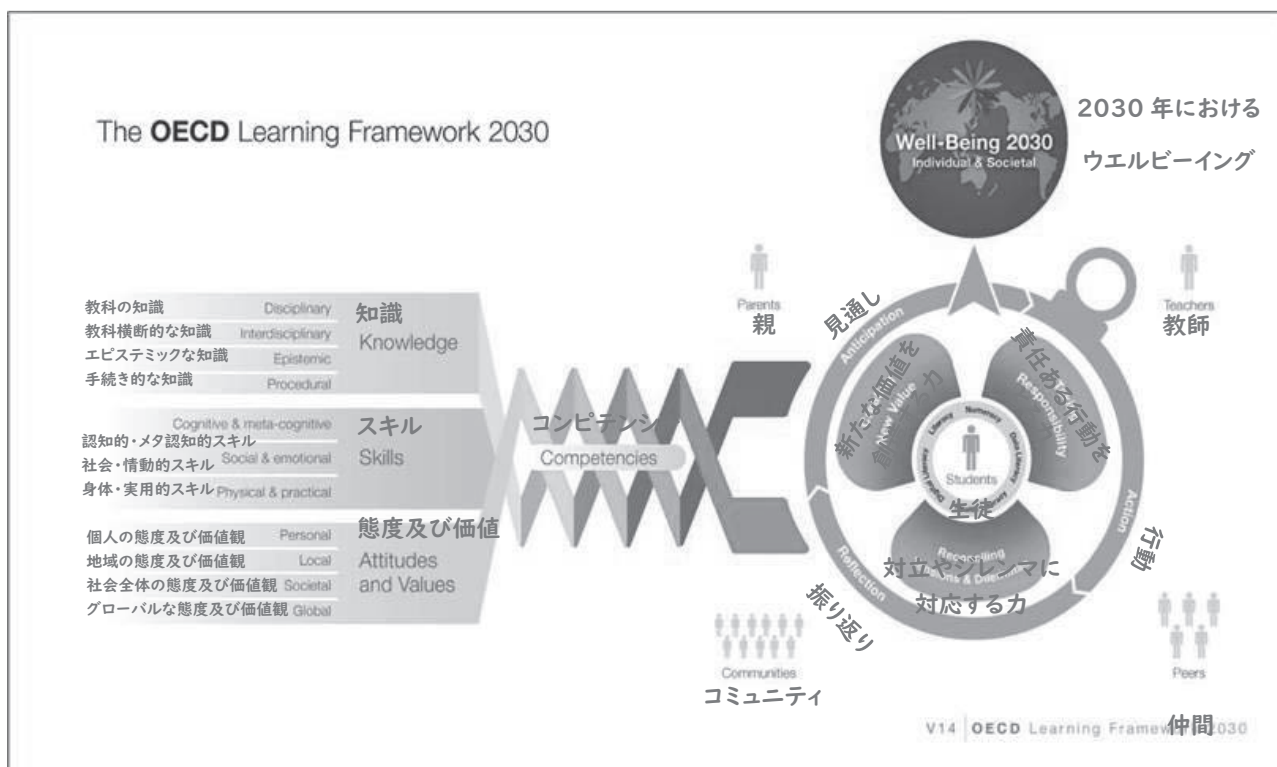 The OECD Learning Framework 2030
Well-Being 2030
Individual & Societal
2030 年における
ウエルビーイング
教科の知識 Disciplinary
教科横断的な知識 Interdisciplinary
エピステミックな知識 Epistemic
手続き的な知識 Procedural
知識
Knowledge
Cognitive & meta-cognitive
認知的・メタ認知的スキル
社会・情動的スキル Social & emotional
身体・実用的スキル Physical & practical
スキル
Skills
個人の態度及び価値観 Personal
地域の態度及び価値観 Local
社会全体の態度及び価値観 Societal
グローバルな態度及び価値観 Global
態度及び価値
Attitudes
and Values
コンピテンシ
Competencies
Parents
親
Teachers
教師
見通し
Anticipation
新たな価値を
New Value
力
責任ある行動を
Responsibility
Literacy
Numeracy
Data Literacy
Digital Literacy
Students
生徒
Reconciling
& Dilemmas
対立やジレンマに
対応する力
Action
行動
Reflection
振り返り
Communities
コミュニティ
Peers
仲間
V14 OECD Learning Framework 2030